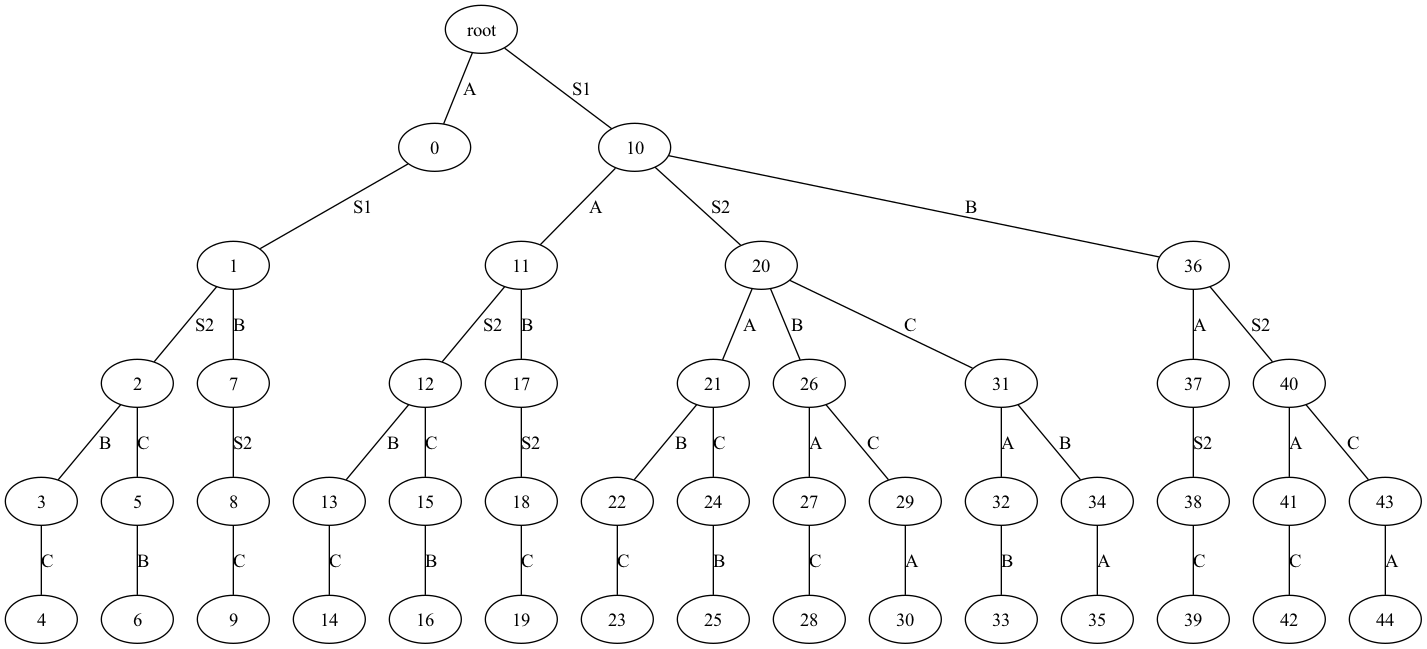 root
A S1
0 10
S1 A S2 B
1 11 20 36
S2 B S2 B A B C A S2
2 7 12 17 21 26 31 37 40
B C S2 B C S2 B C A C A B S2 A C
3 5 8 13 15 18 22 24 27 29 32 34 38 41 43
C B C C B C C B C A B A C C A
4 6 9 14 16 19 23 25 28 30 33 35 39 42 44